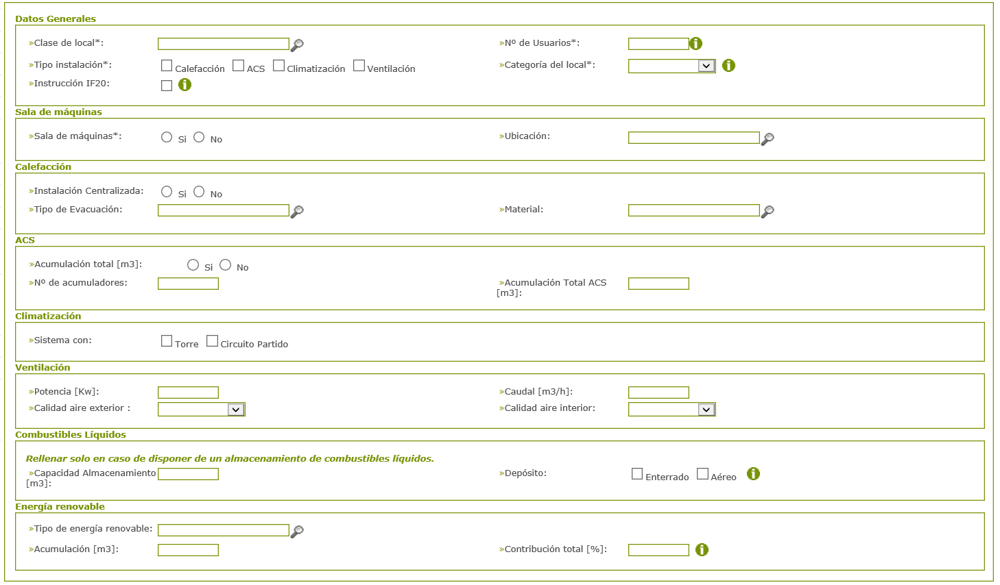 Datos Generales
»Clase de local*:
»Nº de Usuarios*:
»Tipo instalación*: Calefacción ACS Climatización Ventilación
»Categoría del local*:
»Instrucción IF20:
Sala de máquinas
»Sala de máquinas*: Si No
»Ubicación:
Calefacción
»Instalación Centralizada: Si No
»Tipo de Evacuación:
»Material:
ACS
»Acumulación total [m3]: Si No
»Nº de acumuladores:
»Acumulación Total ACS
[m3]:
Climatización
»Sistema con: Torre Circuito Partido
Ventilación
»Potencia [Kw]:
»Caudal [m3/h]:
»Calidad aire exterior :
»Calidad aire interior:
Combustibles Líquidos
Rellenar solo en caso de disponer de un almacenamiento de combustibles líquidos.
»Capacidad Almacenamiento
[m3]:
»Depósito: Enterrado Aéreo
Energía renovable
»Tipo de energía renovable:
»Acumulación [m3]:
»Contribución total [%]: